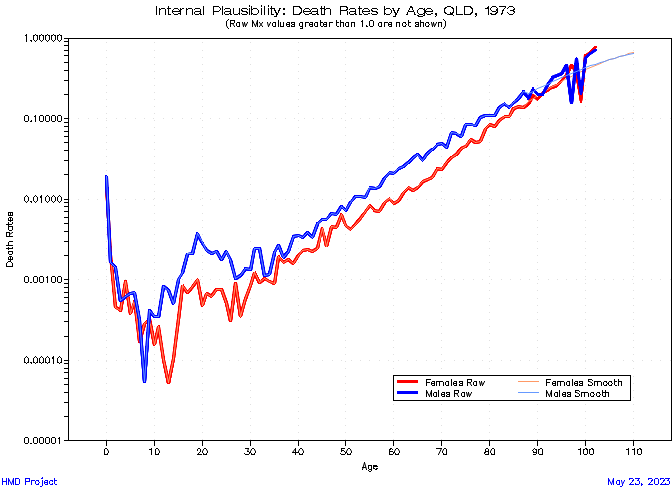 Internal Plausibility: Death Rates by Age, QLD, 1973
(Raw Mx values greater than 1.0 are not shown)
1.00000
0.10000
0.01000
0.00100
0.00010
0.00001
Death Rates
Females Raw
Females Smooth
Males Raw
Males Smooth
0 10 20 30 40 50 60 70 80 90 100 110
Age
HMD Project
May 23, 2023